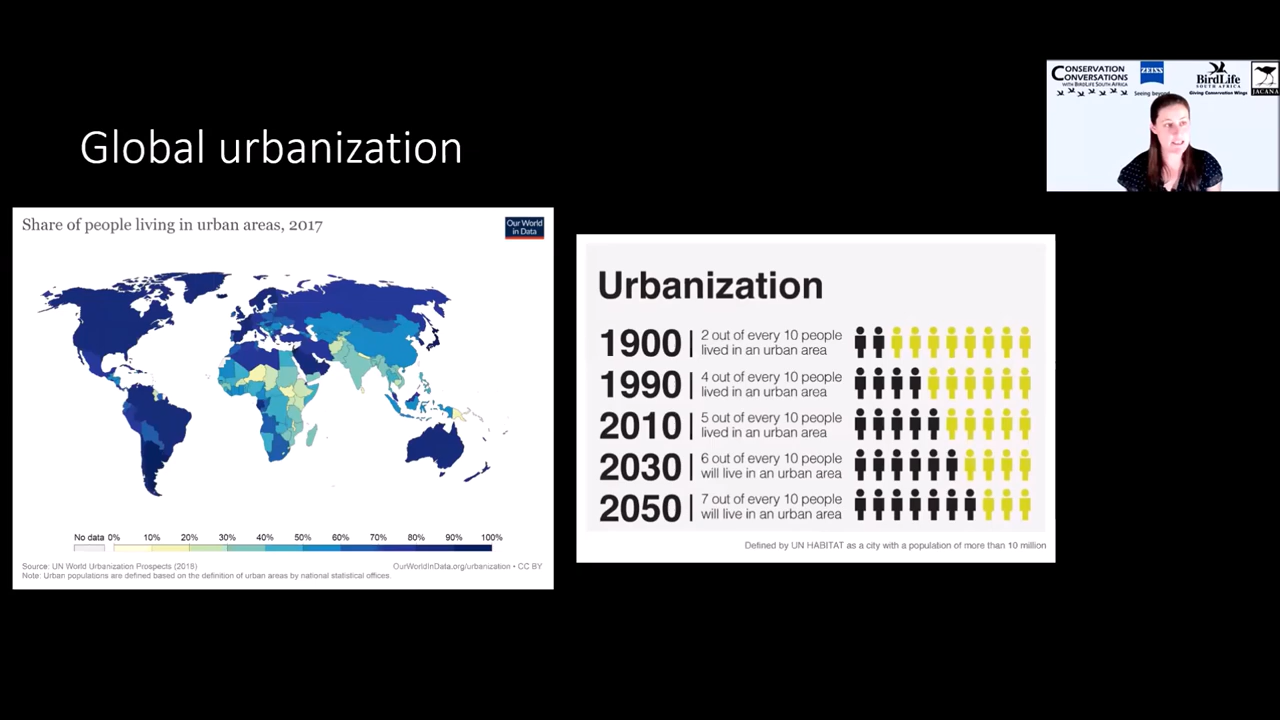 CONSERVATION
CONVERSATIONS
WITH BIRDLIFE SOUTH AFRICA
ZEISS
Seeing beyond
BirdLife
SOUTH AFRICA
Giving Conservation Wings
JACANA
Global urbanization
Share of people living in urban areas, 2017
Our World
in Data
No data 0% 10% 20% 30% 40% 50% 60% 70% 80% 90% 100%
Source: UN World Urbanization Prospects (2018)
OurWorldInData.org/urbanization • CC BY
Note: Urban populations are defined based on the definition of urban areas by national statistical offices.
Urbanization
1900 | 2 out of every 10 people
lived in an urban area
1990 | 4 out of every 10 people
lived in an urban area
2010 | 5 out of every 10 people
lived in an urban area
2030 | 6 out of every 10 people
will live in an urban area
2050 | 7 out of every 10 people
will live in an urban area
Defined by UN HABITAT as a city with a population of more than 10 million